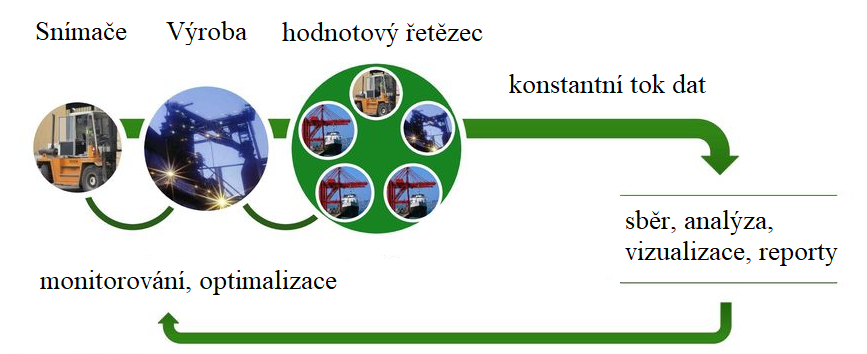 Snímače
Výroba
hodnotový řetězec
konstantní tok dat
sběr, analýza,
vizualizace, reporty
monitorování, optimalizace